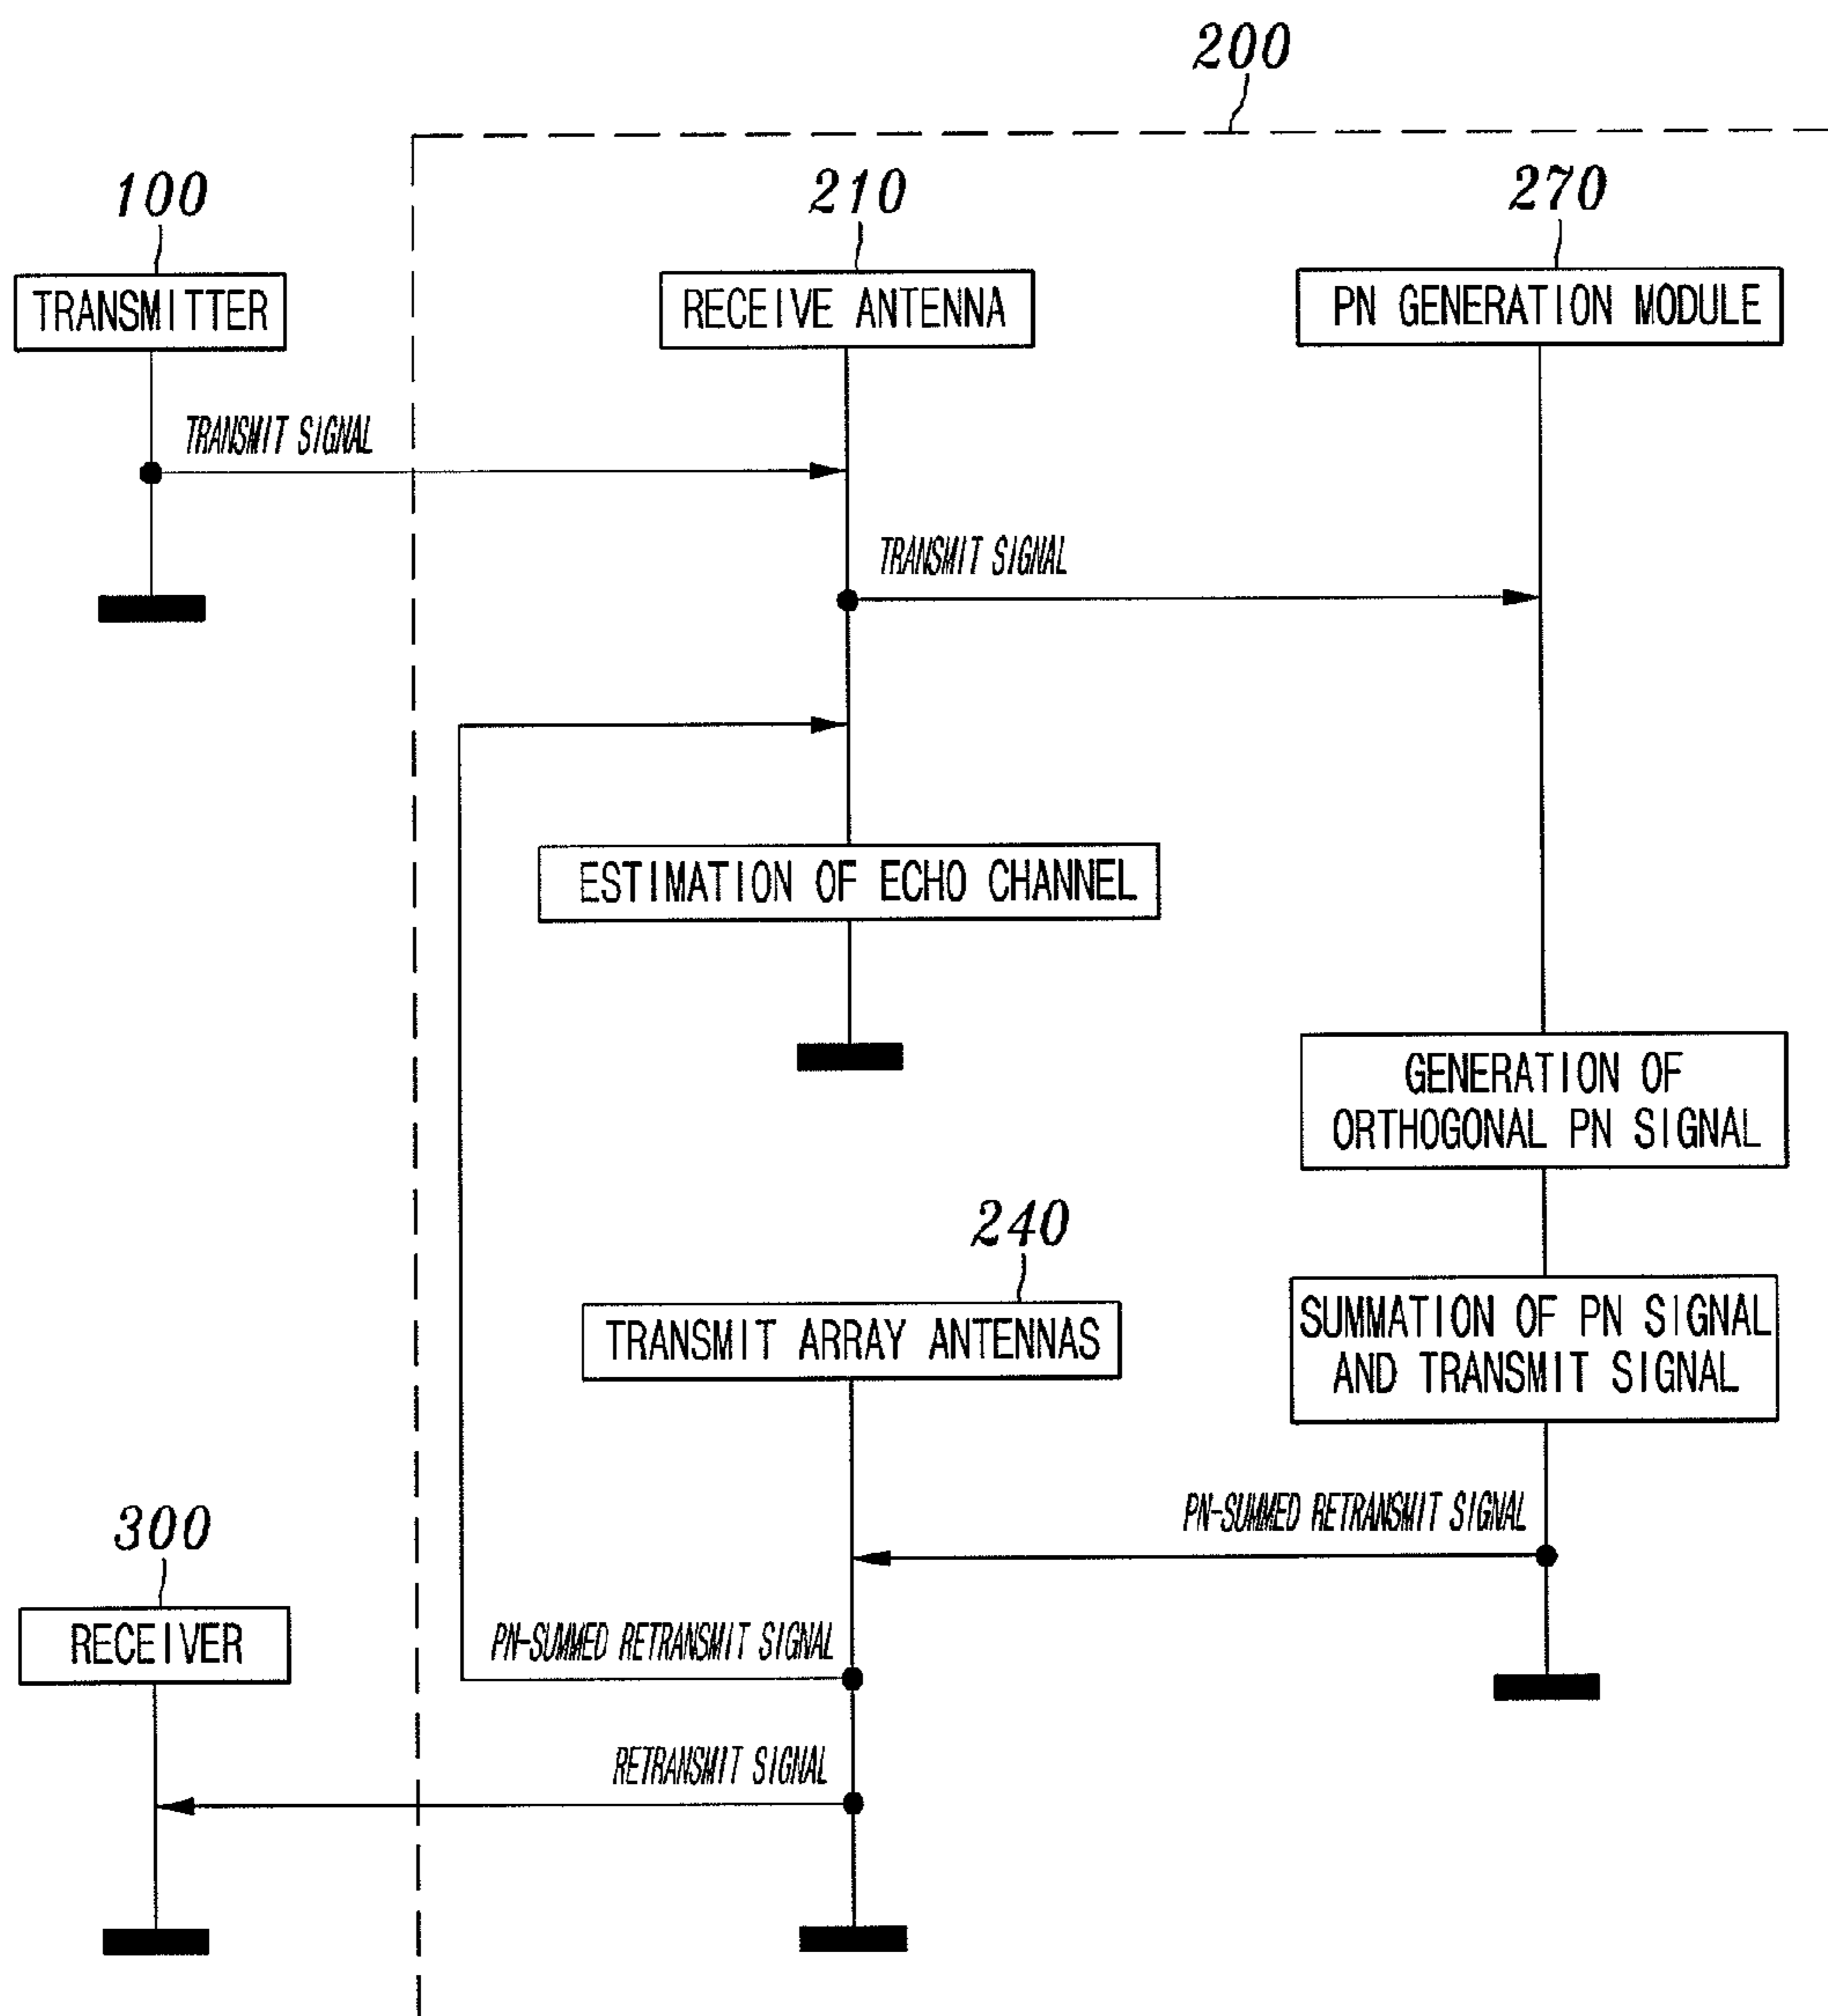 200
100
210
270
TRANSMITTER
RECEIVE ANTENNA
PN GENERATION MODULE
TRANSMIT SIGNAL
TRANSMIT SIGNAL
ESTIMATION OF ECHO CHANNEL
GENERATION OF
ORTHOGONAL PN SIGNAL
240
TRANSMIT ARRAY ANTENNAS
SUMMATION OF PN SIGNAL
AND TRANSMIT SIGNAL
PN-SUMMED RETRANSMIT SIGNAL
300
RECEIVER
PN-SUMMED RETRANSMIT SIGNAL
RETRANSMIT SIGNAL